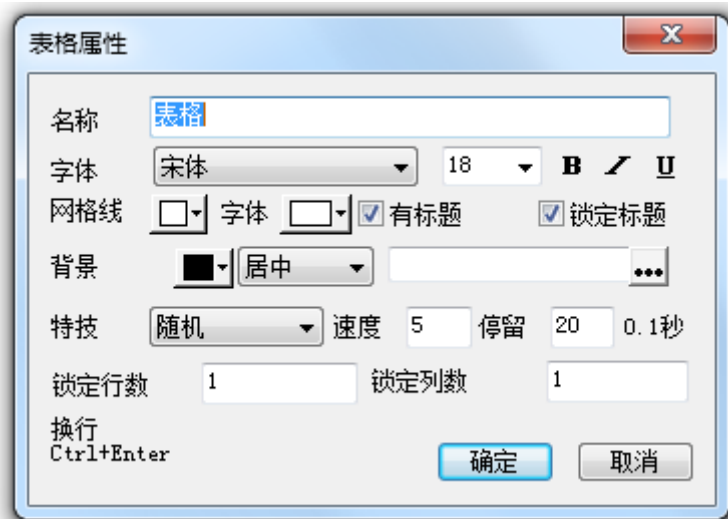 表格属性
名称 表格
字体 宋体 18 B I U
网格线 字体 有标题 锁定标题
背景 居中 ...
特技 随机 速度 5 停留 20 0.1秒
锁定行数 1 锁定列数 1
换行
Ctrl+Enter 确定 取消